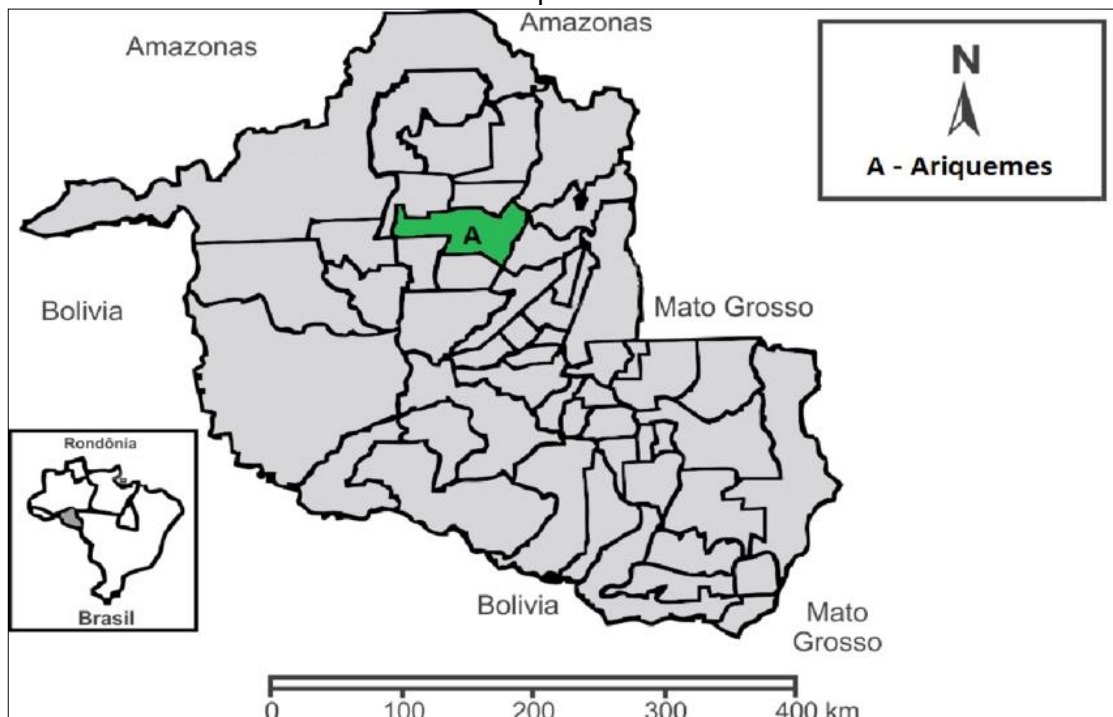 Amazonas
Amazonas
N
A - Ariquemes
A
Bolivia
Mato Grosso
Rondônia
Brasil
Bolivia
Mato
Grosso
0 100 200 300 400 km